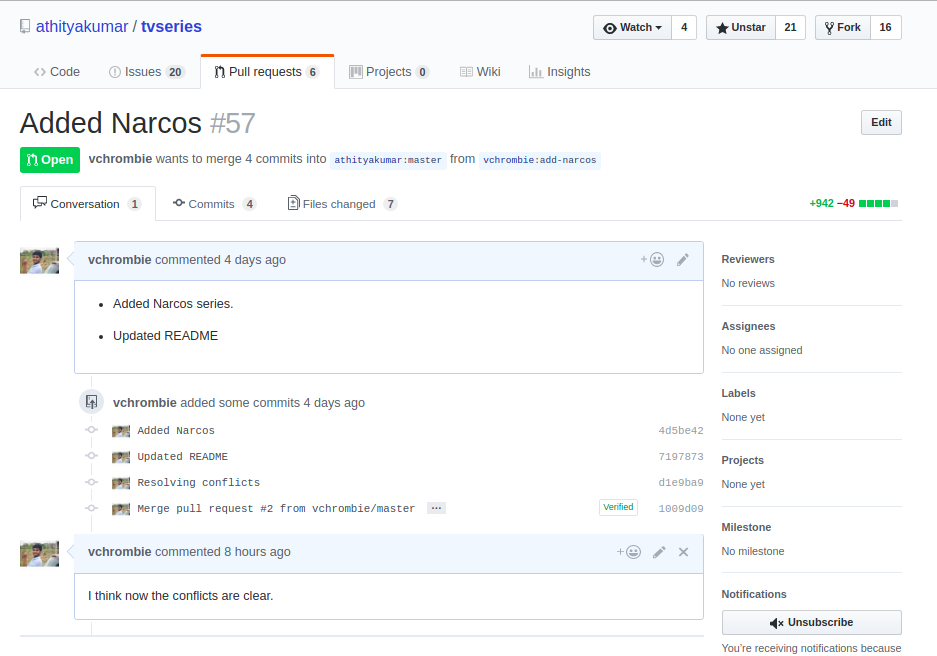 athityakumar / tvseries
Watch 4 Unstar 21 Fork 16
Code Issues 20 Pull requests 6 Projects 0 Wiki Insights
Added Narcos #57
Edit
Open vchrombie wants to merge 4 commits into athityakumar:master from vchrombie:add-narcos
Conversation 1 Commits 4 Files changed 7
+942 −49
vchrombie commented 4 days ago
Added Narcos series.
Updated README
vchrombie added some commits 4 days ago
Added Narcos 4d5be42
Updated README 7197873
Resolving conflicts d1e9ba9
Merge pull request #2 from vchrombie/master … Verified 1009d09
vchrombie commented 8 hours ago
I think now the conflicts are clear.
Reviewers
No reviews
Assignees
No one assigned
Labels
None yet
Projects
None yet
Milestone
No milestone
Notifications
Unsubscribe
You're receiving notifications because